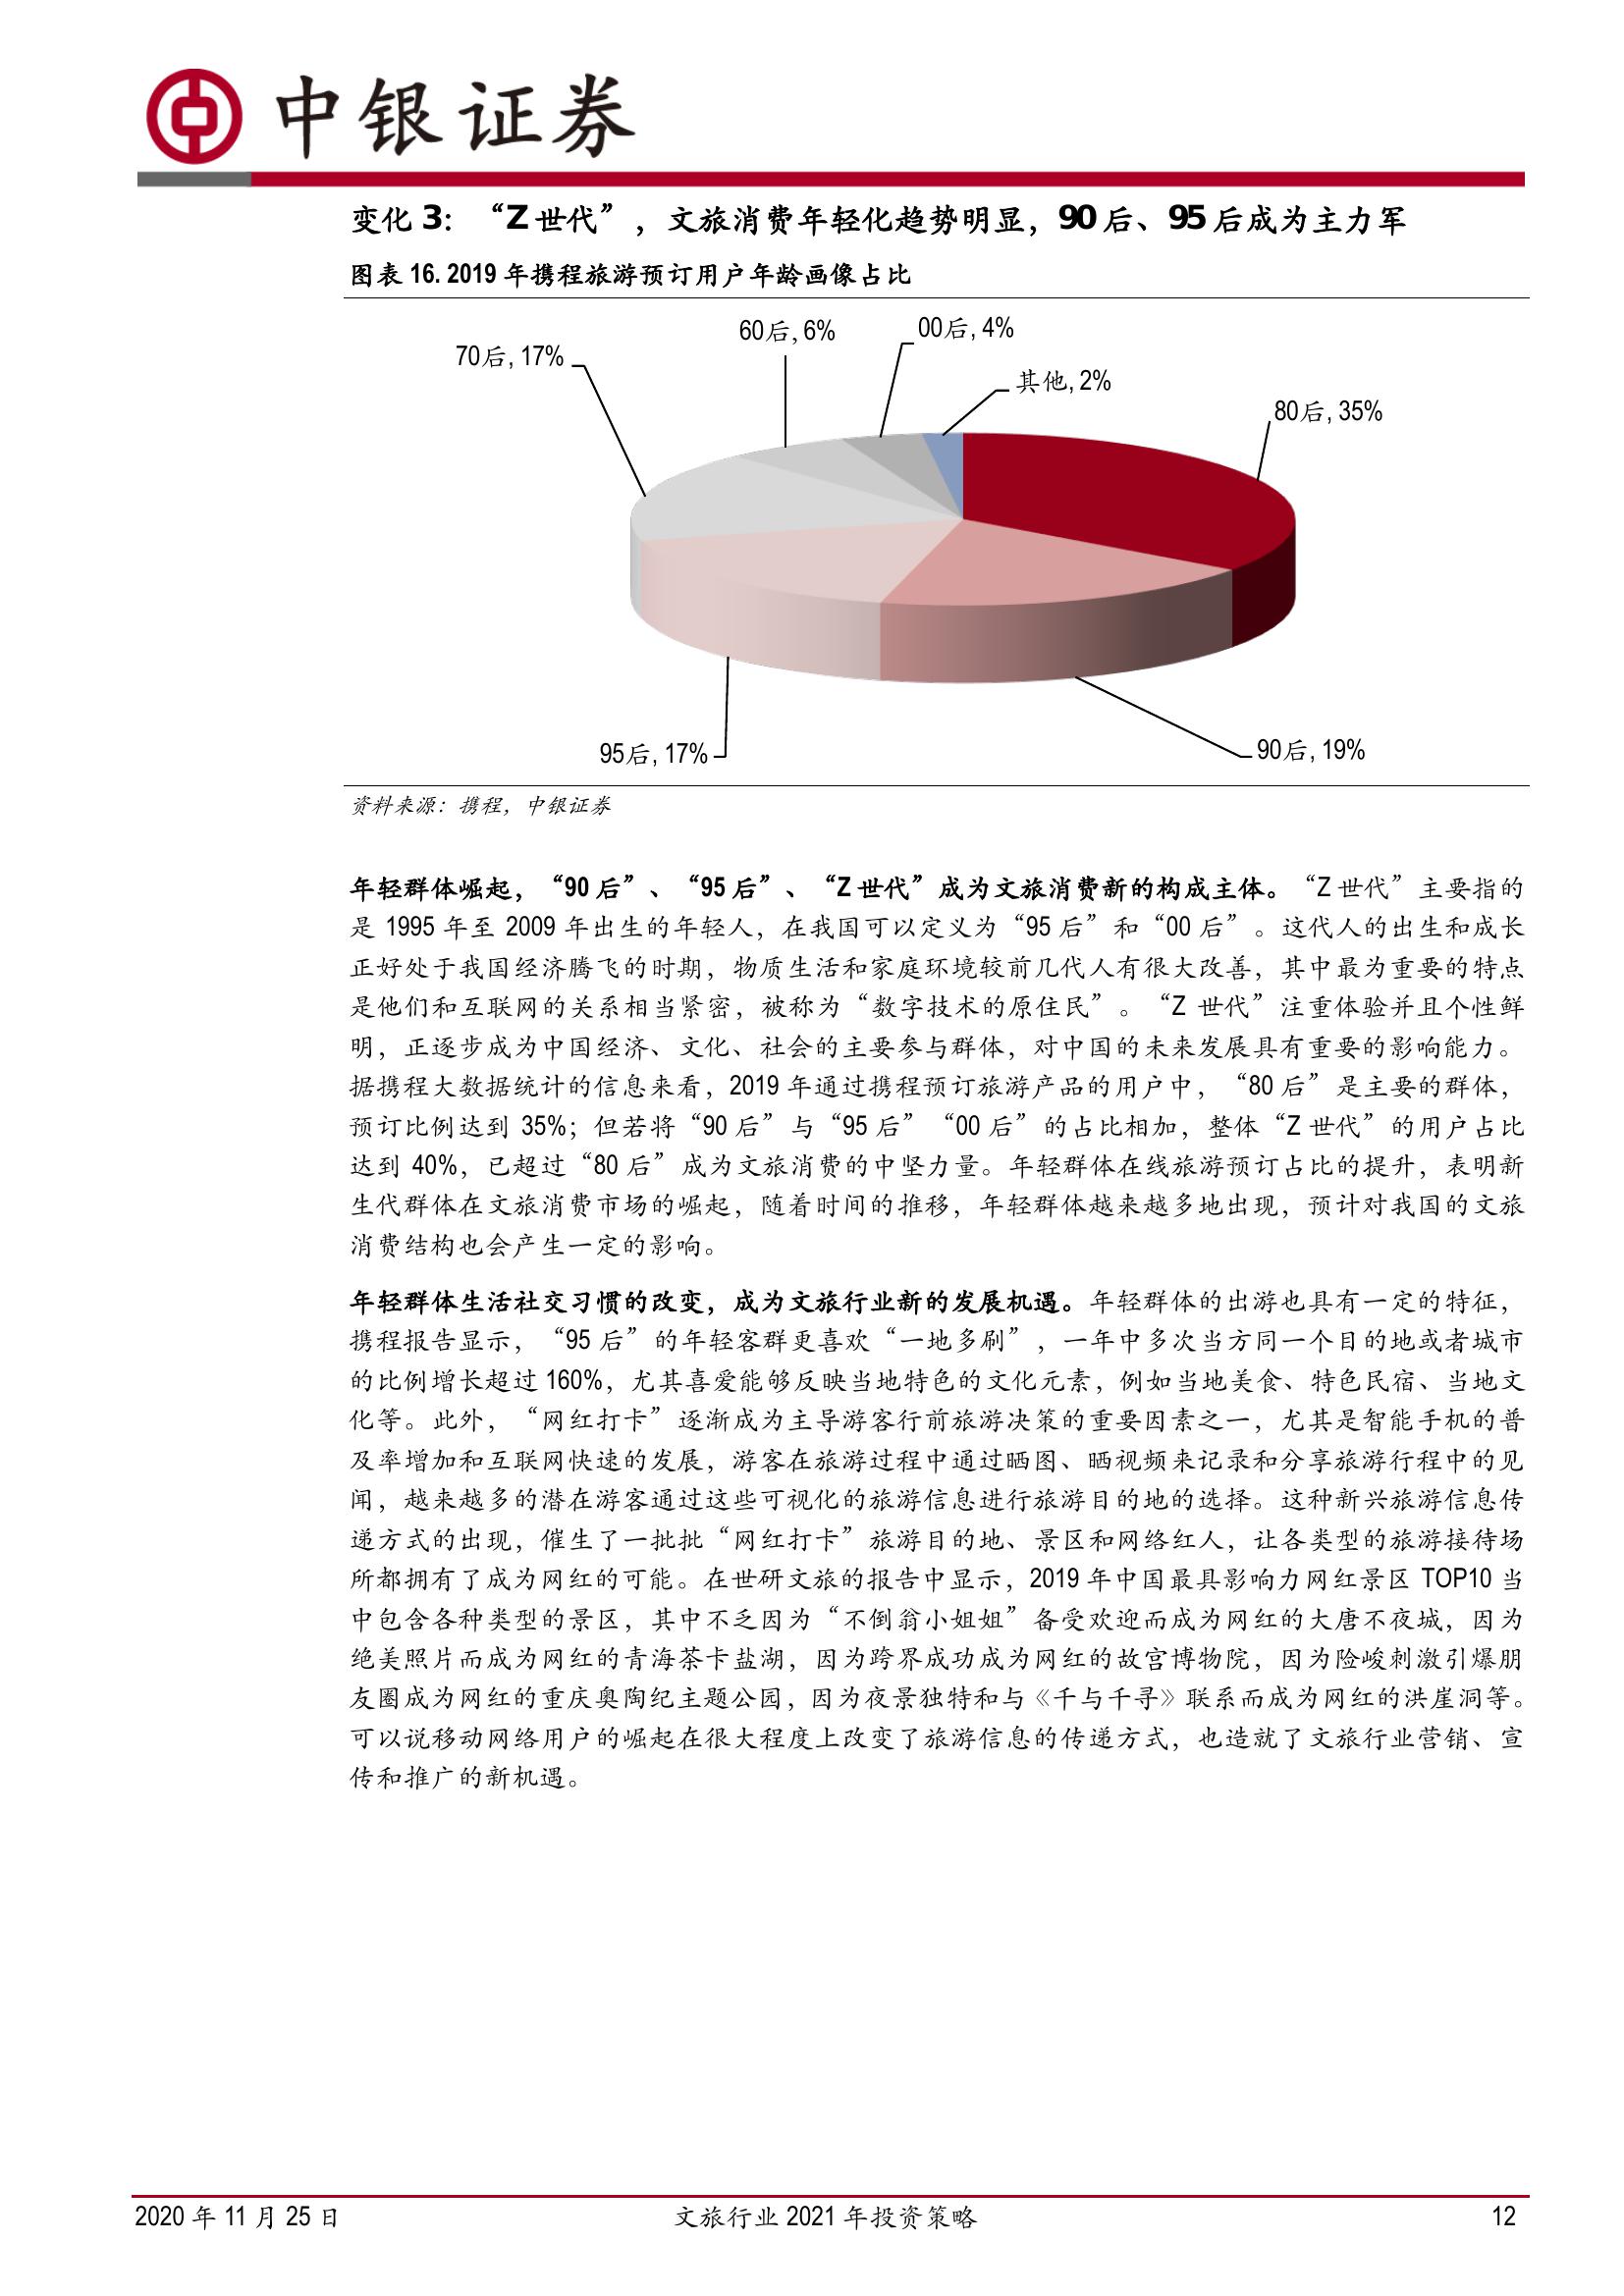 中银证券
变化 3：“Z 世代”，文旅消费年轻化趋势明显，90 后、95 后成为主力军
图表 16. 2019 年携程旅游预订用户年龄画像占比
60后, 6%
00后, 4%
70后, 17%
其他, 2%
80后, 35%
95后, 17%
90后, 19%
资料来源：携程，中银证券
年轻群体崛起，“90 后”、“95 后”、“Z 世代”成为文旅消费新的构成主体。“Z 世代”主要指的
是 1995 年至 2009 年出生的年轻人，在我国可以定义为“95 后”和“00 后”。这代人的出生和成长
正好处于我国经济腾飞的时期，物质生活和家庭环境较前几代人有很大改善，其中最为重要的特点
是他们和互联网的关系相当紧密，被称为“数字技术的原住民”。“Z 世代”注重体验并且个性鲜
明，正逐步成为中国经济、文化、社会的主要参与群体，对中国的未来发展具有重要的影响能力。
据携程大数据统计的信息来看，2019 年通过携程预订旅游产品的用户中，“80 后”是主要的群体，
预订比例达到 35%；但若将“90 后”与“95 后”“00 后”的占比相加，整体“Z 世代”的用户占比
达到 40%，已超过“80 后”成为文旅消费的中坚力量。年轻群体在线旅游预订占比的提升，表明新
生代群体在文旅消费市场的崛起，随着时间的推移，年轻群体越来越多地出现，预计对我国的文旅
消费结构也会产生一定的影响。
年轻群体生活社交习惯的改变，成为文旅行业新的发展机遇。年轻群体的出游也具有一定的特征，
携程报告显示，“95 后”的年轻客群更喜欢“一地多刷”，一年中多次当方同一个目的地或者城市
的比例增长超过 160%，尤其喜爱能够反映当地特色的文化元素，例如当地美食、特色民宿、当地文
化等。此外，“网红打卡”逐渐成为主导游客行前旅游决策的重要因素之一，尤其是智能手机的普
及率增加和互联网快速的发展，游客在旅游过程中通过晒图、晒视频来记录和分享旅游行程中的见
闻，越来越多的潜在游客通过这些可视化的旅游信息进行旅游目的地的选择。这种新兴旅游信息传
递方式的出现，催生了一批批“网红打卡”旅游目的地、景区和网络红人，让各类型的旅游接待场
所都拥有了成为网红的可能。在世研文旅的报告中显示，2019 年中国最具影响力网红景区 TOP10 当
中包含各种类型的景区，其中不乏因为“不倒翁小姐姐”备受欢迎而成为网红的大唐不夜城，因为
绝美照片而成为网红的青海茶卡盐湖，因为跨界成功成为网红的故宫博物院，因为险峻刺激引爆朋
友圈成为网红的重庆奥陶纪主题公园，因为夜景独特和与《千与千寻》联系而成为网红的洪崖洞等。
可以说移动网络用户的崛起在很大程度上改变了旅游信息的传递方式，也造就了文旅行业营销、宣
传和推广的新机遇。
2020 年 11 月 25 日
文旅行业 2021 年投资策略
12